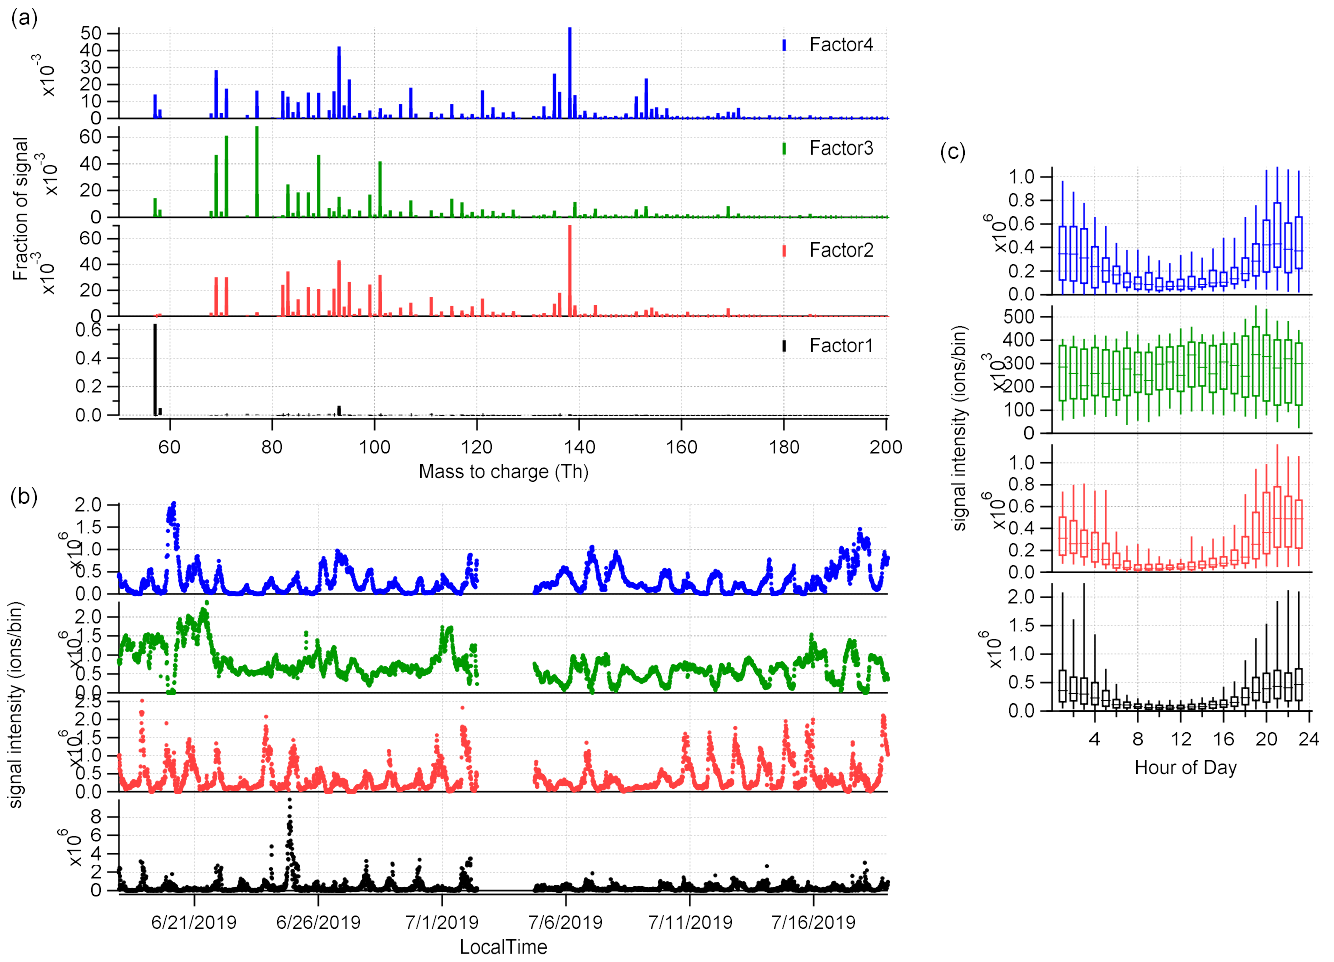 (a)
50
40
30
20
10
0
x10⁻³
Factor4
60
40
20
0
x10⁻³
Factor3
60
40
20
0
x10⁻³
Factor2
0.6
0.4
0.2
0.0
Factor1
Fraction of signal
60 80 100 120 140 160 180 200
Mass to charge (Th)
(b)
2.0
1.5
1.0
0.5
0.0
x10⁶
2.0
1.5
1.0
0.5
0.0
x10⁶
2.5
2.0
1.5
1.0
0.5
0.0
x10⁶
8
6
4
2
0
x10⁶
signal intensity (ions/bin)
6/21/2019 6/26/2019 7/1/2019 7/6/2019 7/11/2019 7/16/2019
LocalTime
(c)
1.0
0.8
0.6
0.4
0.2
0.0
x10⁶
500
400
300
200
100
0
x10³
1.0
0.8
0.6
0.4
0.2
0.0
x10⁶
2.0
1.5
1.0
0.5
0.0
x10⁶
signal intensity (ions/bin)
4 8 12 16 20 24
Hour of Day